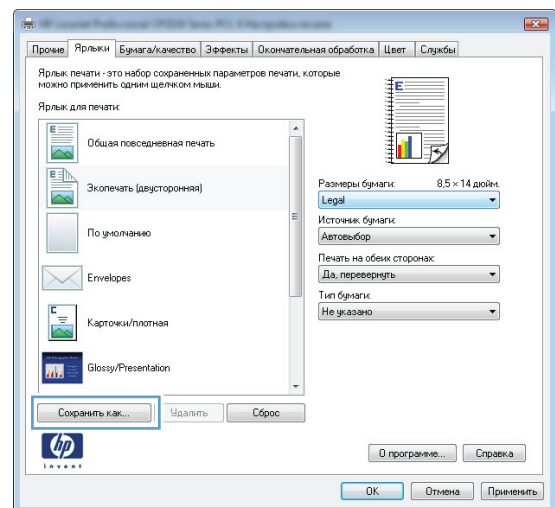 Прочие Ярлыки Бумага/качество Эффекты Окончательная обработка Цвет Службы
Ярлык печати - это набор сохраненных параметров печати, которые
можно применить одним щелчком мыши.
Ярлык для печати:
Общая повседневная печать
Экопечать (двусторонняя)
По умолчанию
Envelopes
Карточки/плотная
Glossy/Presentation
Сохранить как... Удалить Сброс
Размеры бумаги: 8,5 × 14 дюйм.
Legal
Источник бумаги:
Автовыбор
Печать на обеих сторонах:
Да, перевернуть
Тип бумаги:
Не указано
hp
invent
О программе... Справка
OK Отмена Применить